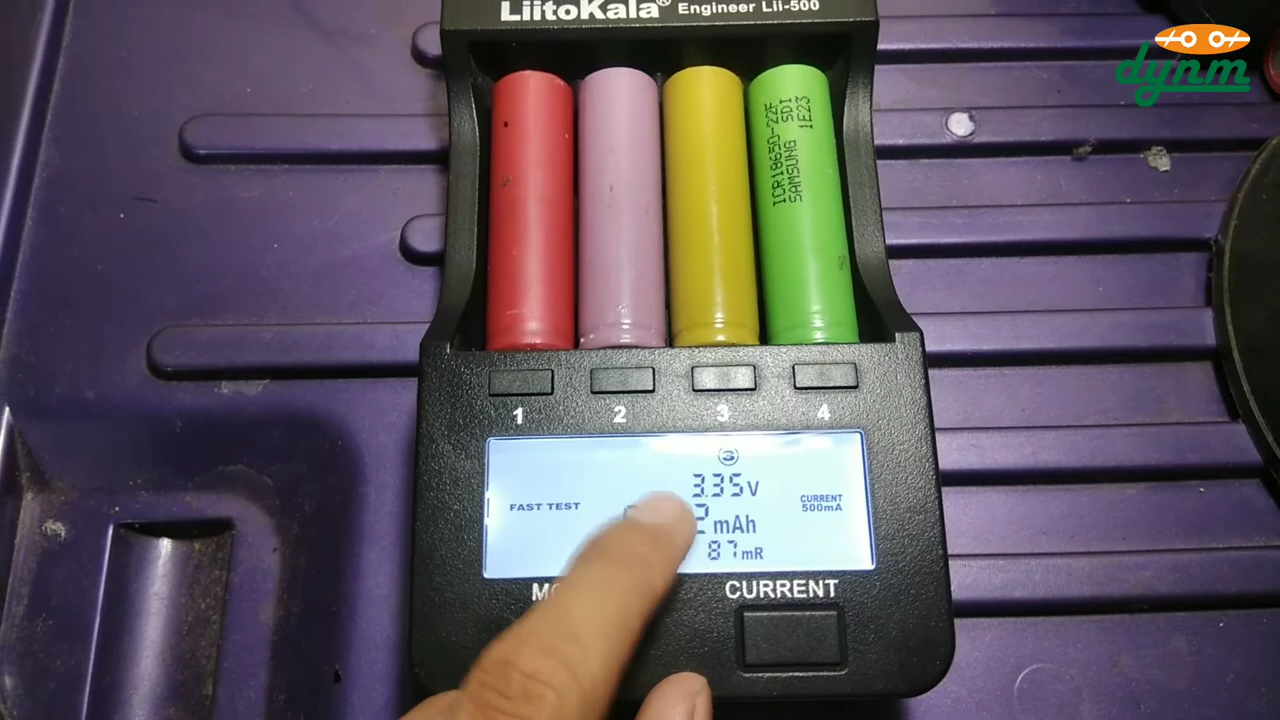 LiitoKala® Engineer Lii-500
dynm
ICR18650-22F
SAMSUNG SDI
1E23
1 2 3 4
3
3.35V
FAST TEST
CURRENT
500mA
mAh
87mR
CURRENT